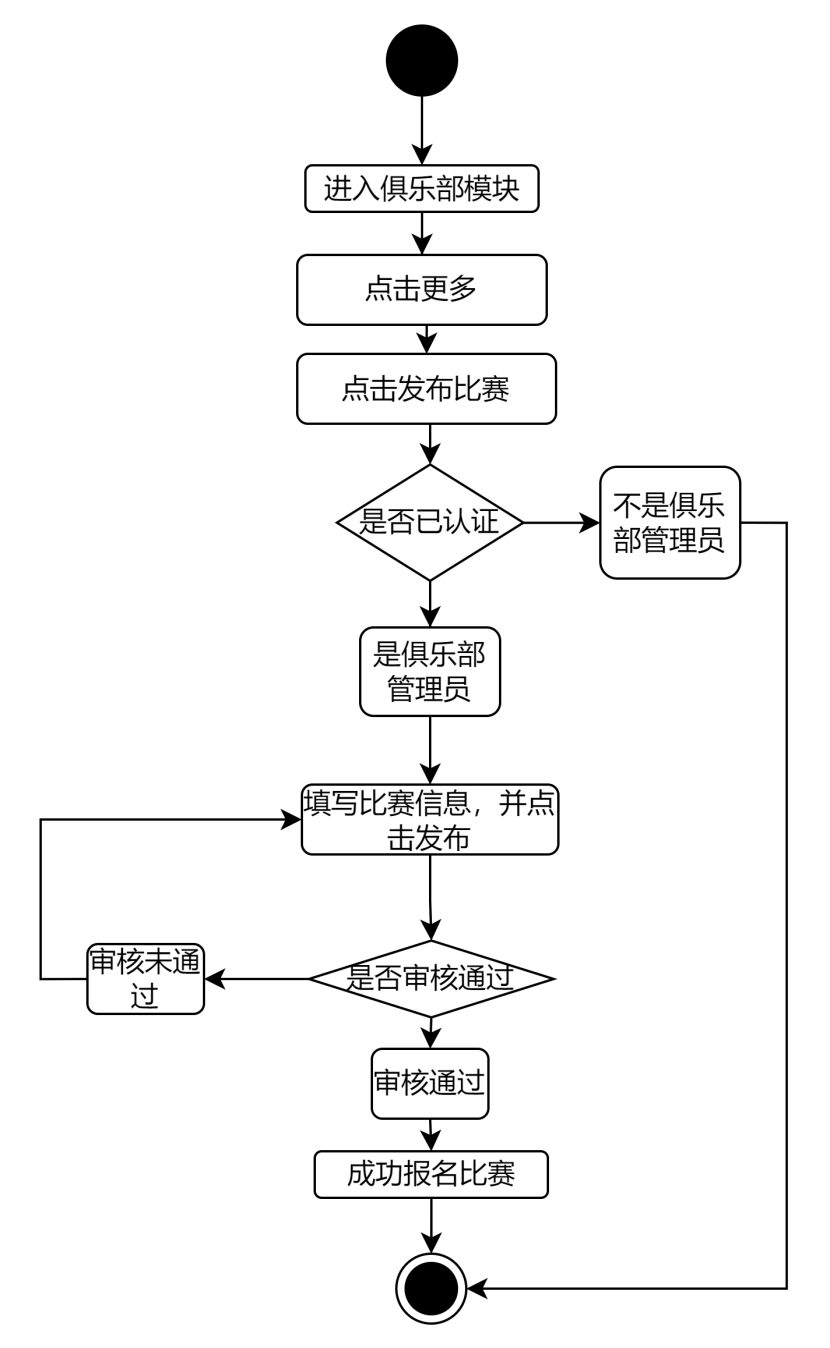 进入俱乐部模块
点击更多
点击发布比赛
是否已认证
不是俱乐
部管理员
是俱乐部
管理员
填写比赛信息，并点
击发布
是否审核通过
审核未通
过
审核通过
成功报名比赛